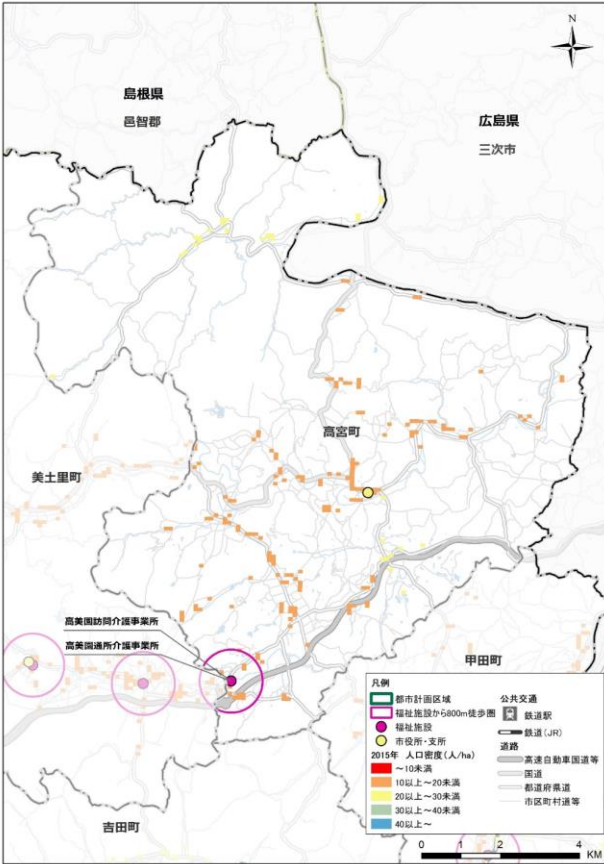 N
島根県
邑智郡
広島県
三次市
高宮町
美土里町
高美園訪問介護事業所
高美園通所介護事業所
甲田町
吉田町
凡例
都市計画区域
福祉施設から800m徒歩圏
福祉施設
市役所・支所
2015年 人口密度(人/ha)
~10未満
10以上~20未満
20以上~30未満
30以上~40未満
40以上~
公共交通
鉄道駅
鉄道(JR)
道路
高速自動車国道等
国道
都道府県道
市区町村道等
0 1 2 4
KM